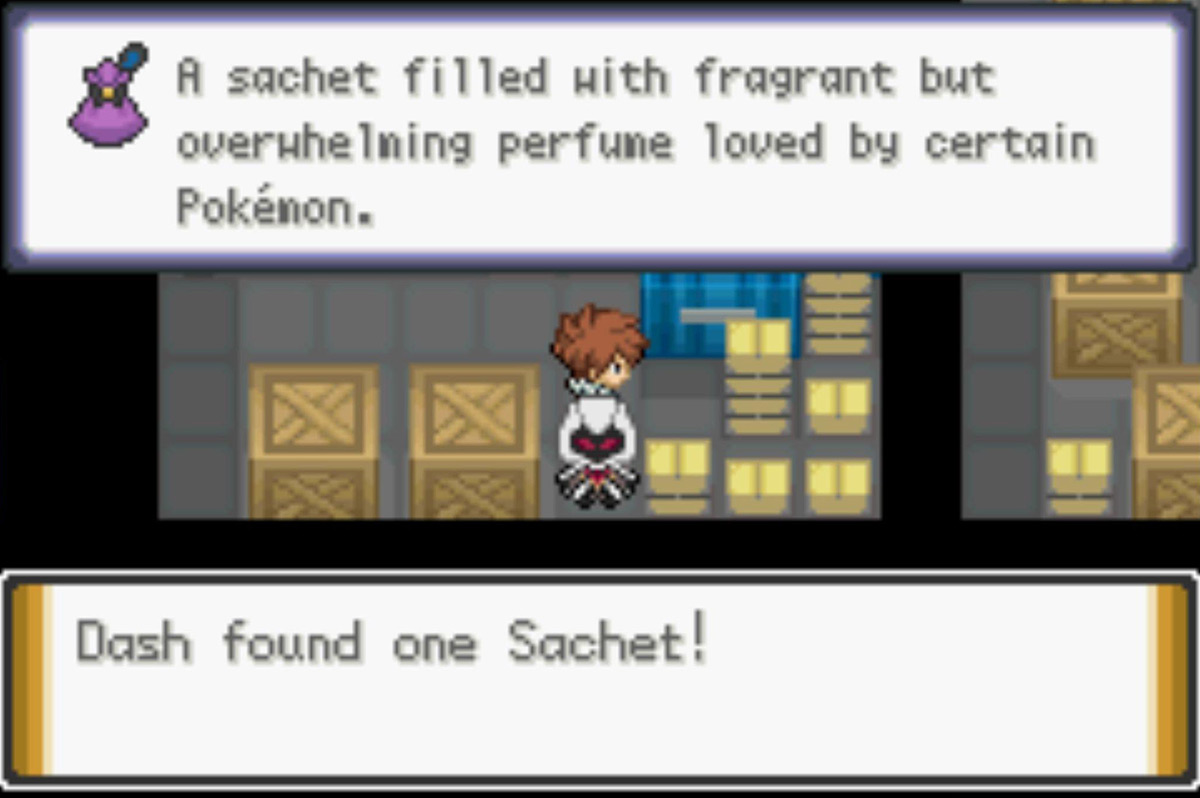 A sachet filled with fragrant but
overwhelming perfume loved by certain
Pokémon.
Dash found one Sachet!